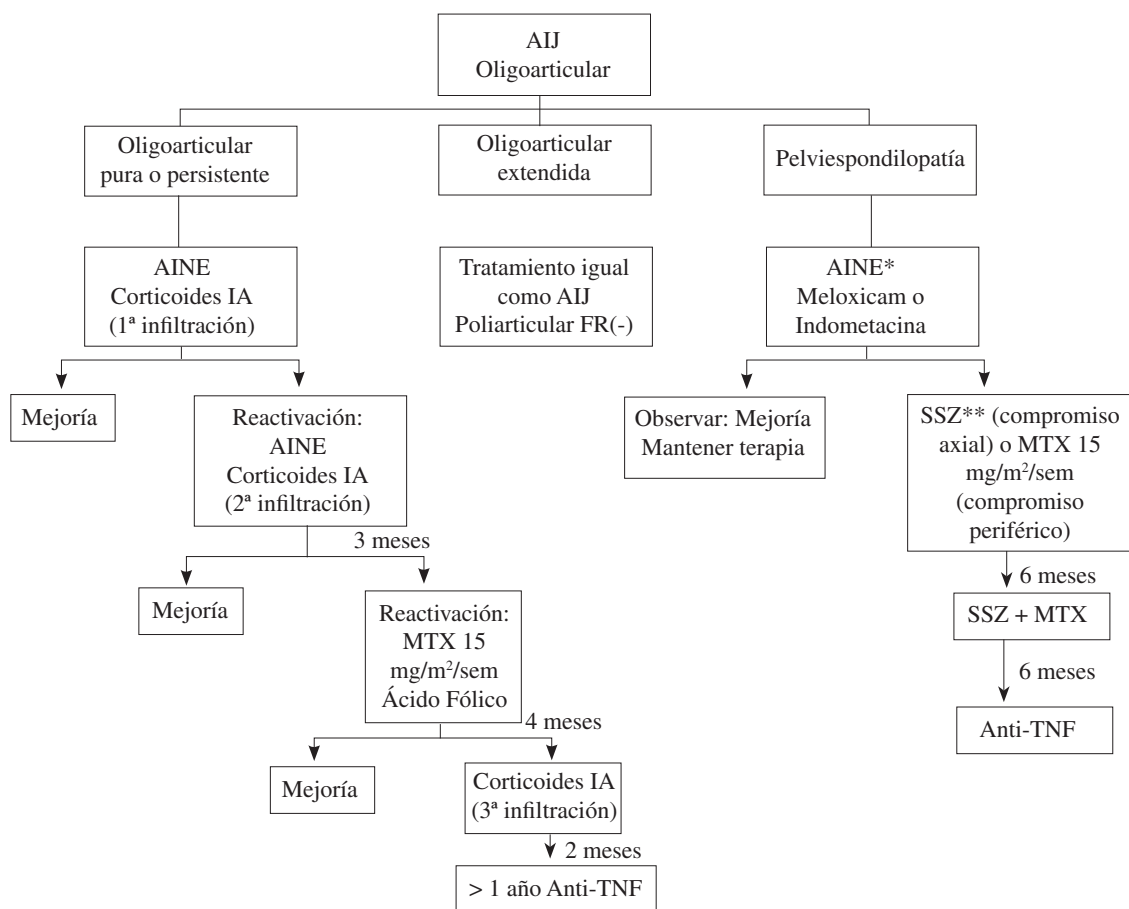 AIJ
Oligoarticular
Oligoarticular
pura o persistente
Oligoarticular
extendida
Pelviespondilopatía
AINE
Corticoides IA
(1ª infiltración)
Tratamiento igual
como AIJ
Poliarticular FR(-)
AINE*
Meloxicam o
Indometacina
Mejoría
Reactivación:
AINE
Corticoides IA
(2ª infiltración)
Observar: Mejoría
Mantener terapia
SSZ** (compromiso
axial) o MTX 15
mg/m²/sem
(compromiso
periférico)
3 meses
6 meses
Mejoría
Reactivación:
MTX 15
mg/m²/sem
Ácido Fólico
SSZ + MTX
6 meses
4 meses
Anti-TNF
Mejoría
Corticoides IA
(3ª infiltración)
2 meses
> 1 año Anti-TNF